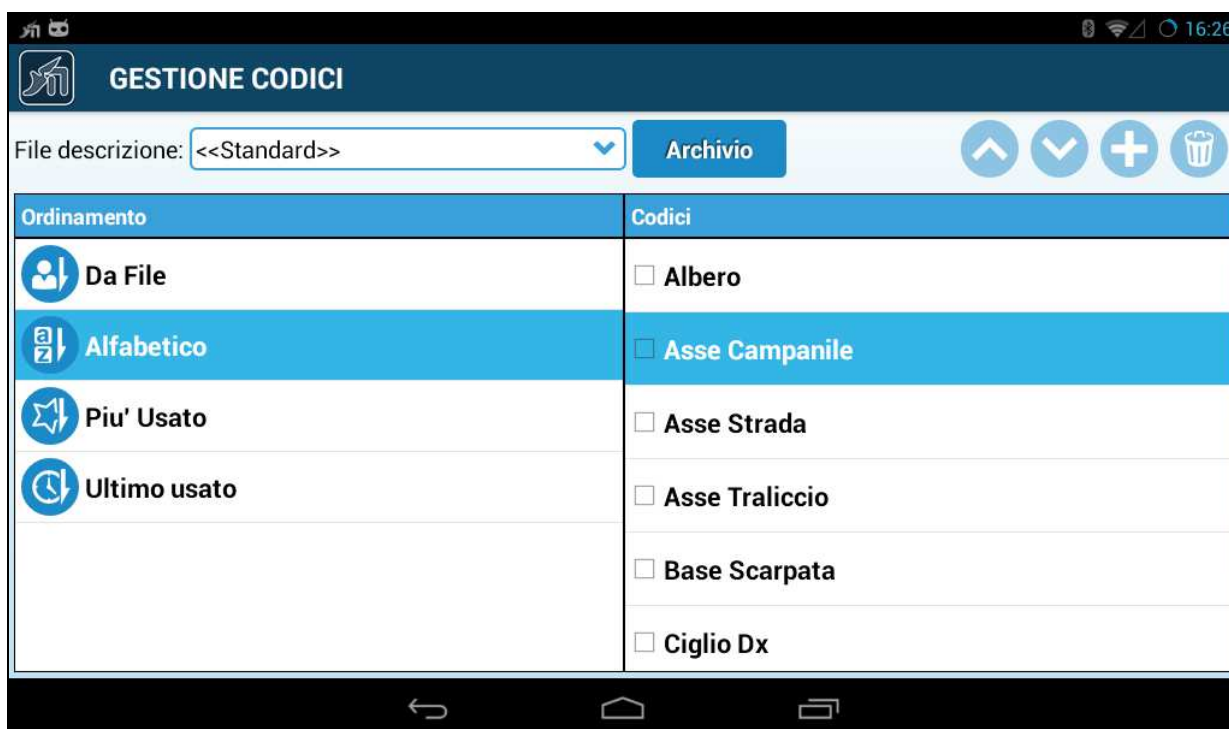 16:26
GESTIONE CODICI
File descrizione: <<Standard>> Archivio
Ordinamento Codici
Da File Albero
Alfabetico Asse Campanile
Piu' Usato Asse Strada
Ultimo usato Asse Traliccio
Base Scarpata
Ciglio Dx